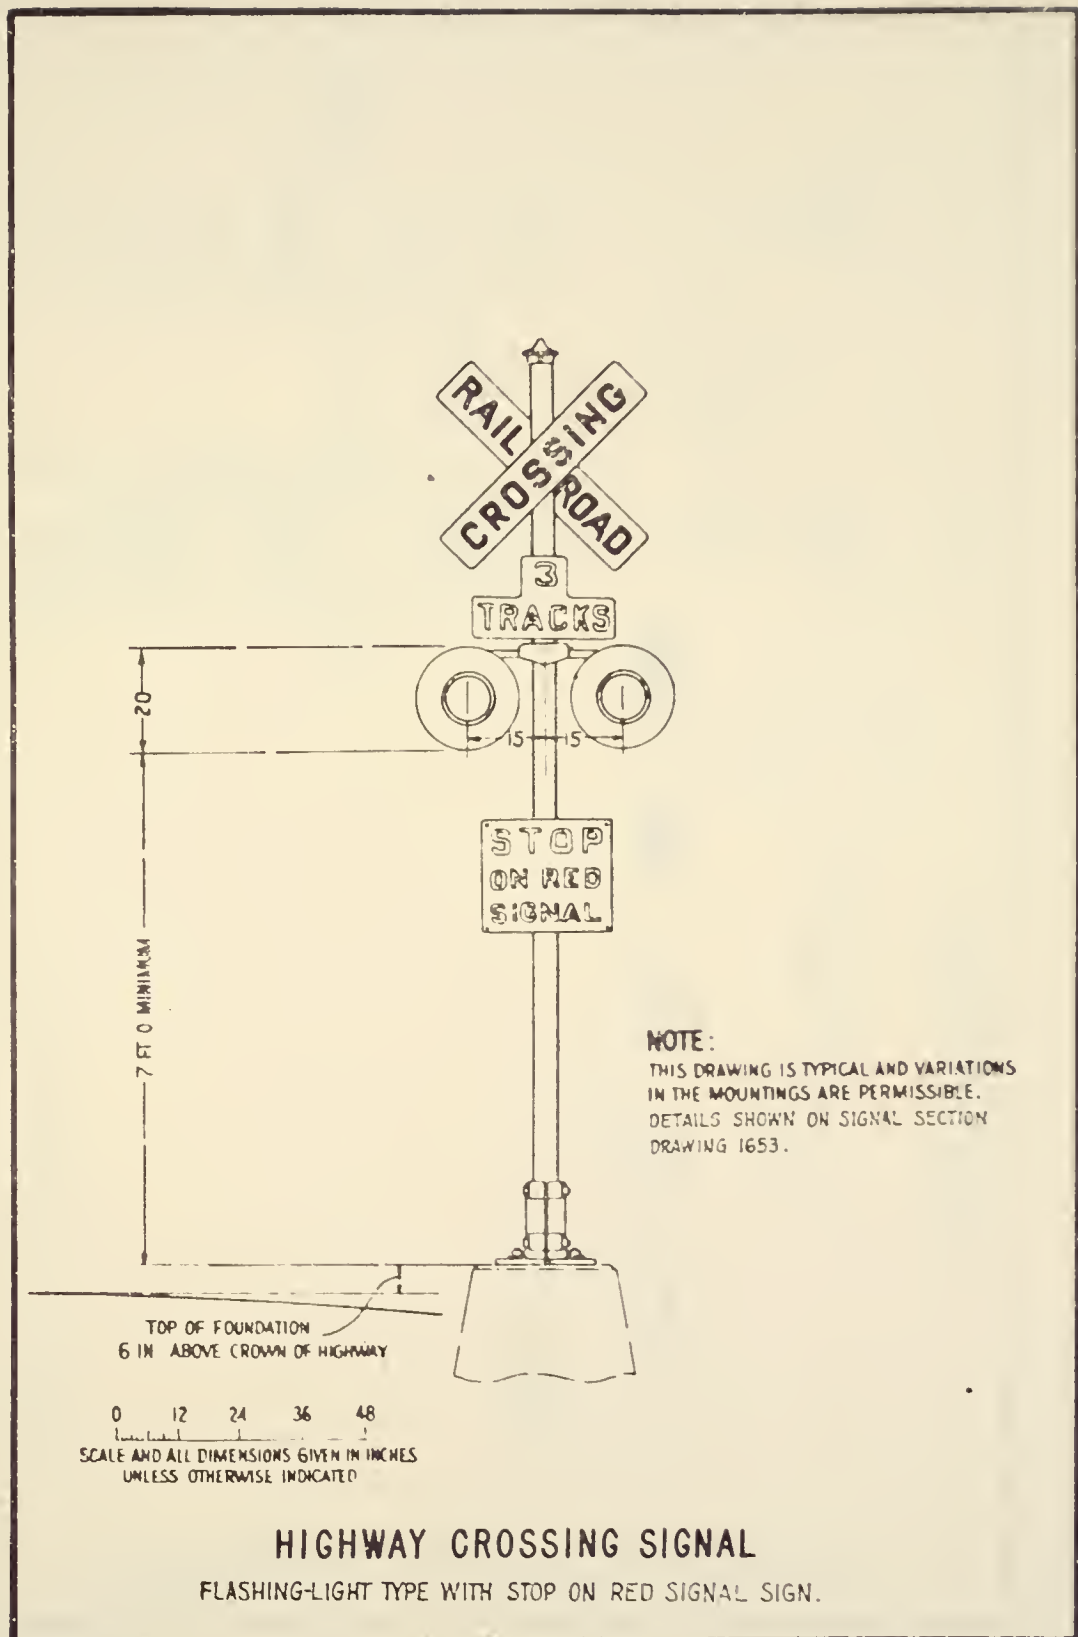 RAIL ROAD
CROSSING
3
TRACKS
20
15 15
STOP
ON RED
SIGNAL
7 FT 0 MINIMUM
NOTE:
THIS DRAWING IS TYPICAL AND VARIATIONS
IN THE MOUNTINGS ARE PERMISSIBLE.
DETAILS SHOWN ON SIGNAL SECTION
DRAWING 1653.
TOP OF FOUNDATION
6 IN ABOVE CROWN OF HIGHWAY
0 12 24 36 48
SCALE AND ALL DIMENSIONS GIVEN IN INCHES
UNLESS OTHERWISE INDICATED
HIGHWAY CROSSING SIGNAL
FLASHING-LIGHT TYPE WITH STOP ON RED SIGNAL SIGN.